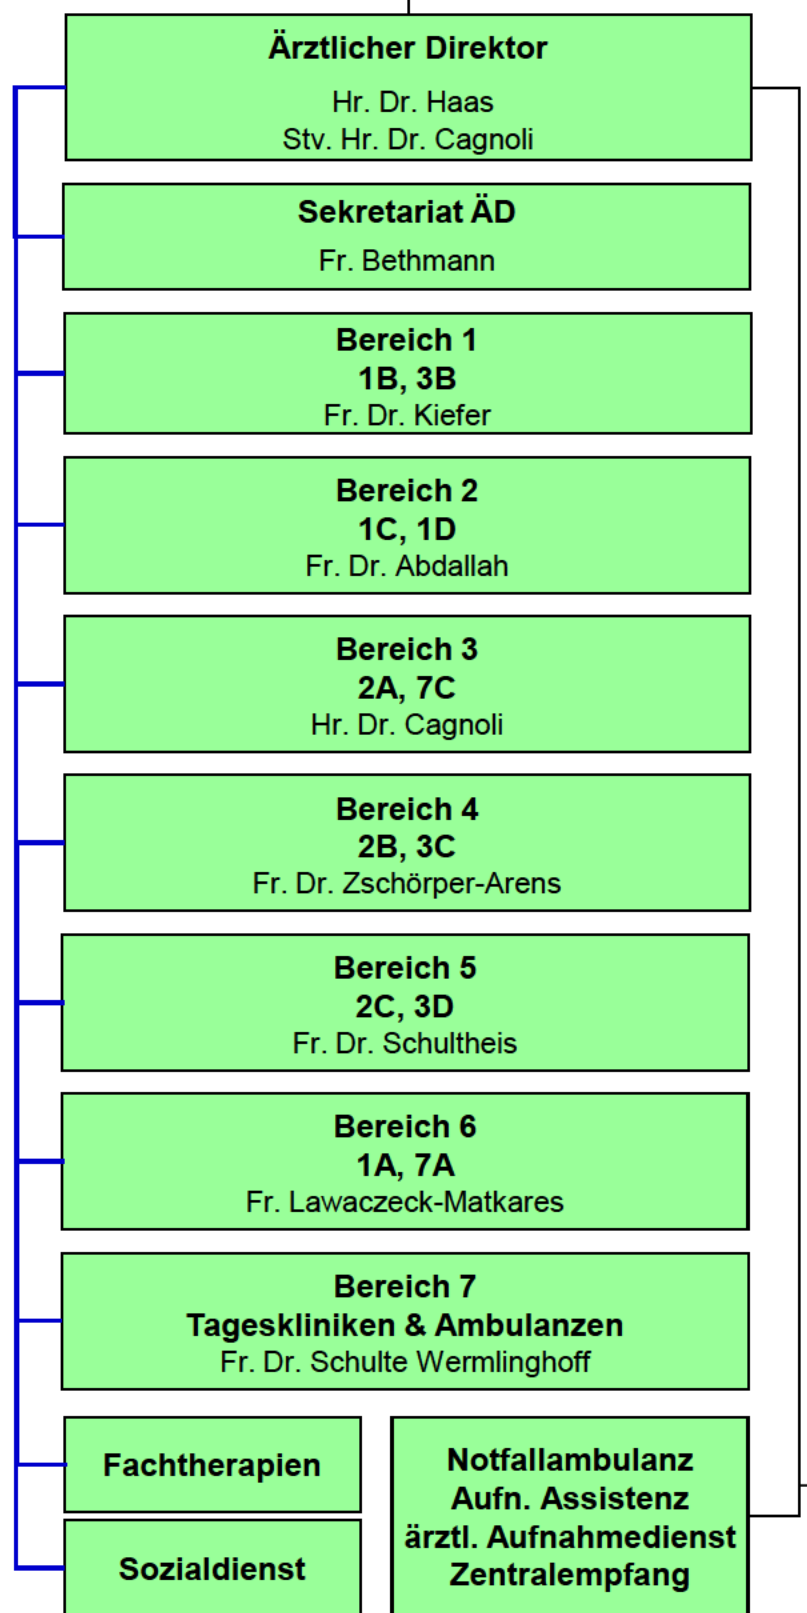 Ärztlicher Direktor
Hr. Dr. Haas
Stv. Hr. Dr. Cagnoli
Sekretariat ÄD
Fr. Bethmann
Bereich 1
1B, 3B
Fr. Dr. Kiefer
Bereich 2
1C, 1D
Fr. Dr. Abdallah
Bereich 3
2A, 7C
Hr. Dr. Cagnoli
Bereich 4
2B, 3C
Fr. Dr. Zschörper-Arens
Bereich 5
2C, 3D
Fr. Dr. Schultheis
Bereich 6
1A, 7A
Fr. Lawaczeck-Matkares
Bereich 7
Tageskliniken & Ambulanzen
Fr. Dr. Schulte Wermlinghoff
Fachtherapien
Sozialdienst
Notfallambulanz
Aufn. Assistenz
ärztl. Aufnahmedienst
Zentralempfang